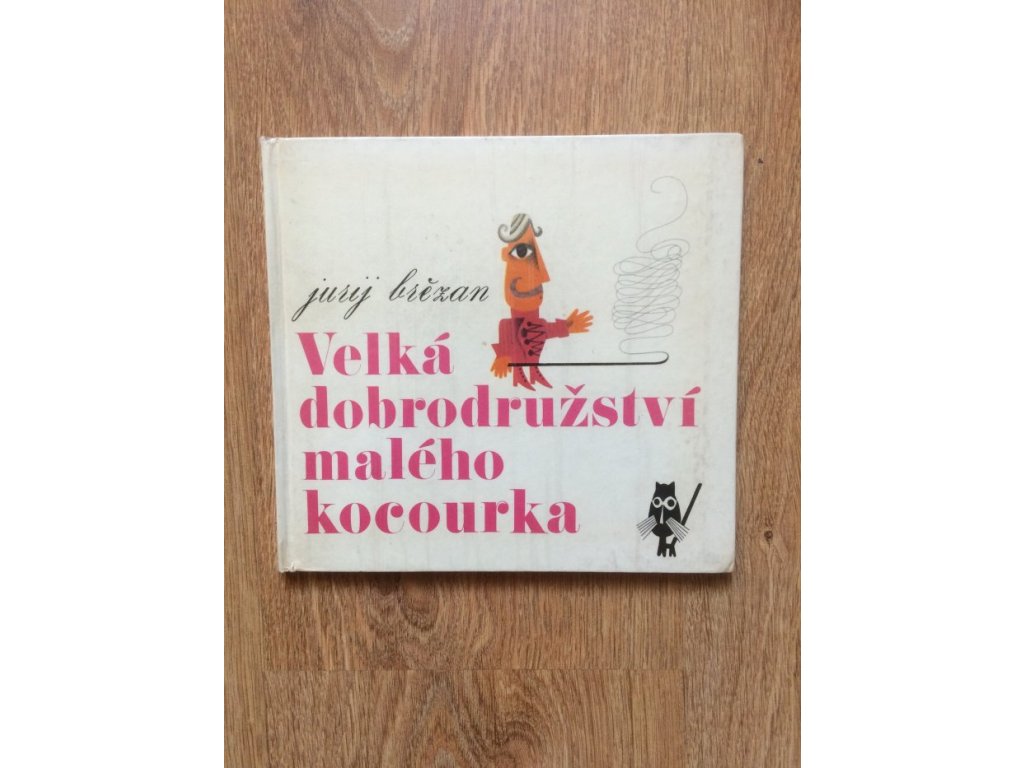 jurij brězan
Velká
dobrodružství
malého
kocourka